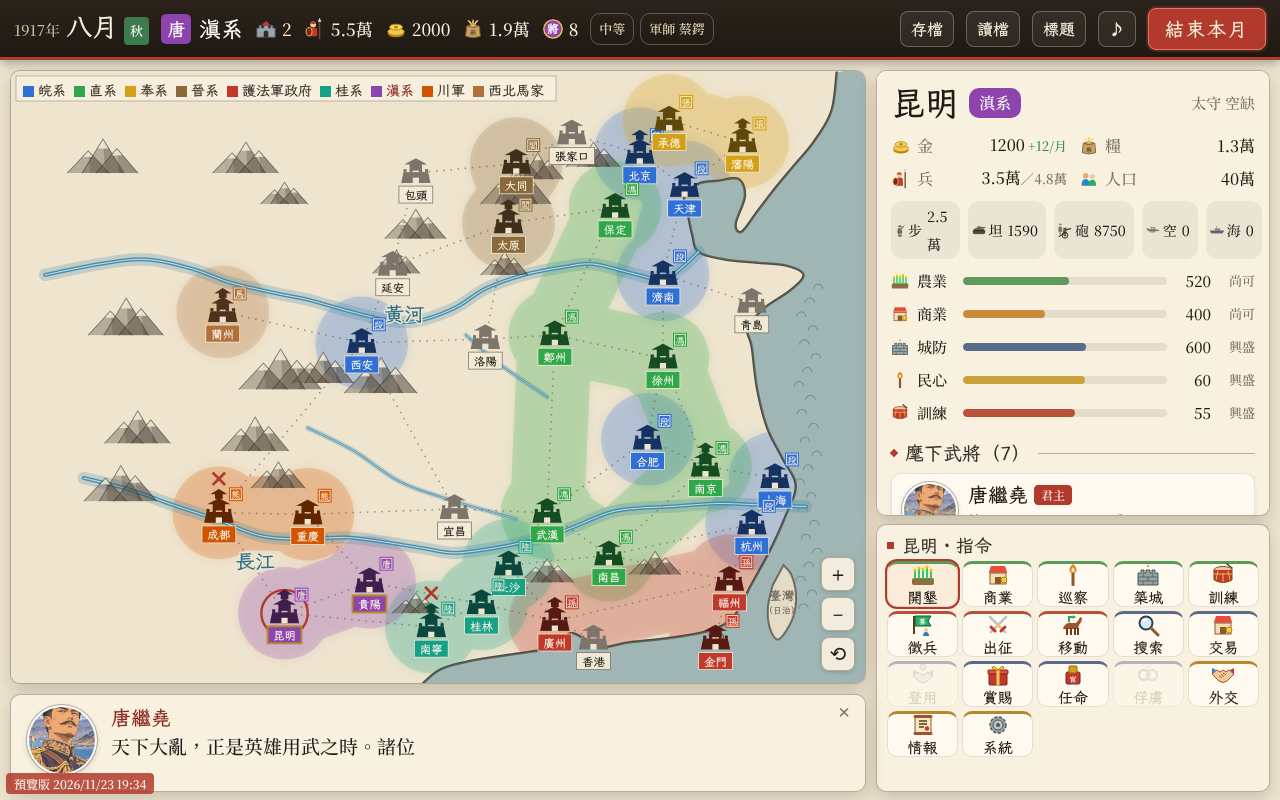 1917年 八月 秋 唐 滇系 2 5.5萬 2000 1.9萬 將 8 中等 軍師 蔡鍔 存檔 讀檔 標題 ♪ 結束本月
皖系 直系 奉系 晉系 護法軍政府 桂系 滇系 川軍 西北馬家
張家口
承德
瀋陽
北京
大同
包頭
天津
保定
太原
延安
濟南
黃河
青島
蘭州
西安
洛陽
鄭州
徐州
合肥
南京
上海
成都
重慶
宜昌
武漢
杭州
長江
南昌
貴陽
桂林
福州
臺灣
(日治)
昆明
南寧
廣州
香港
金門
+
−
⟲
唐繼堯
天下大亂，正是英雄用武之時。諸位
×
預覽版 2026/11/23 19:34
昆明 滇系 太守 空缺
金 1200 +12/月 糧 1.3萬
兵 3.5萬／4.8萬 人口 40萬
步 2.5萬 坦 1590 砲 8750 空 0 海 0
農業 520 尚可
商業 400 尚可
城防 600 興盛
民心 60 興盛
訓練 55 興盛
麾下武將（7）
唐繼堯 君主
昆明・指令
開墾 商業 巡察 築城 訓練
徵兵 出征 移動 搜索 交易
登用 賞賜 任命 俘虜 外交
情報 系統